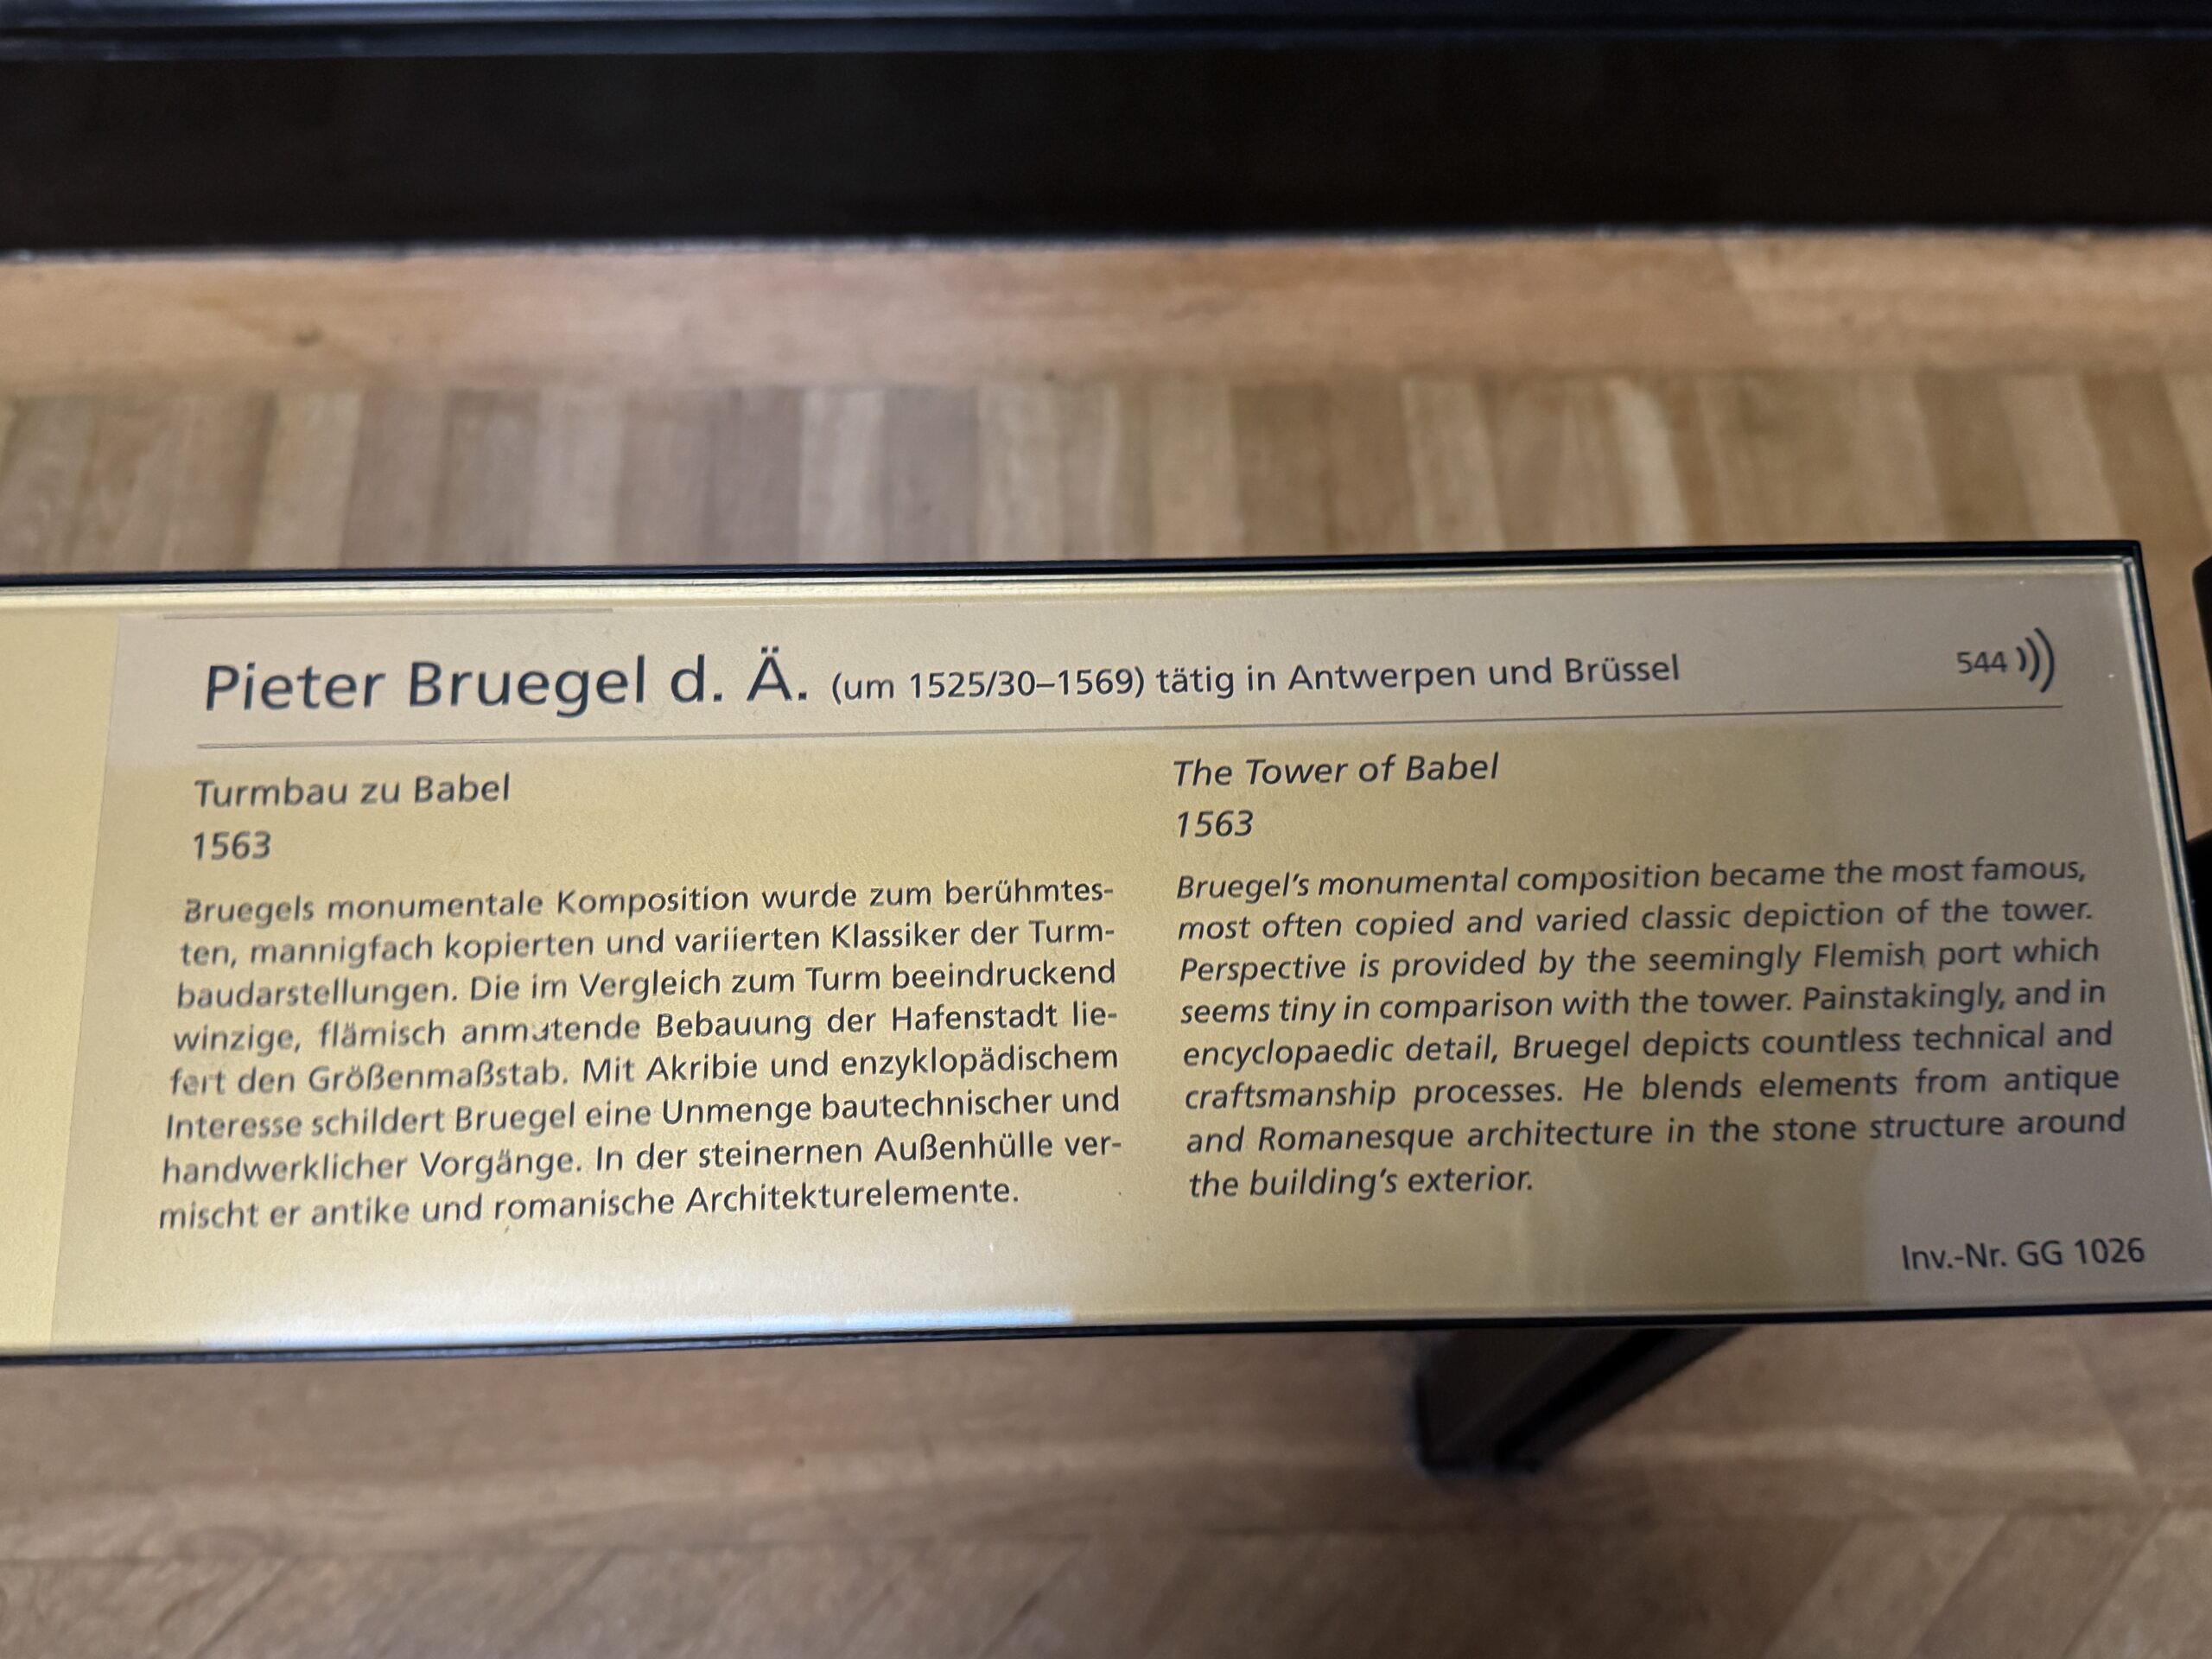 Pieter Bruegel d. Ä. (um 1525/30–1569) tätig in Antwerpen und Brüssel
544
Turmbau zu Babel
1563
Bruegels monumentale Komposition wurde zum berühmtes-
ten, mannigfach kopierten und variierten Klassiker der Turm-
baudarstellungen. Die im Vergleich zum Turm beeindruckend
winzige, flämisch anmutende Bebauung der Hafenstadt lie-
fert den Größenmaßstab. Mit Akribie und enzyklopädischem
Interesse schildert Bruegel eine Unmenge bautechnischer und
handwerklicher Vorgänge. In der steinernen Außenhülle ver-
mischt er antike und romanische Architekturelemente.
The Tower of Babel
1563
Bruegel’s monumental composition became the most famous,
most often copied and varied classic depiction of the tower.
Perspective is provided by the seemingly Flemish port which
seems tiny in comparison with the tower. Painstakingly, and in
encyclopaedic detail, Bruegel depicts countless technical and
craftsmanship processes. He blends elements from antique
and Romanesque architecture in the stone structure around
the building’s exterior.
Inv.-Nr. GG 1026